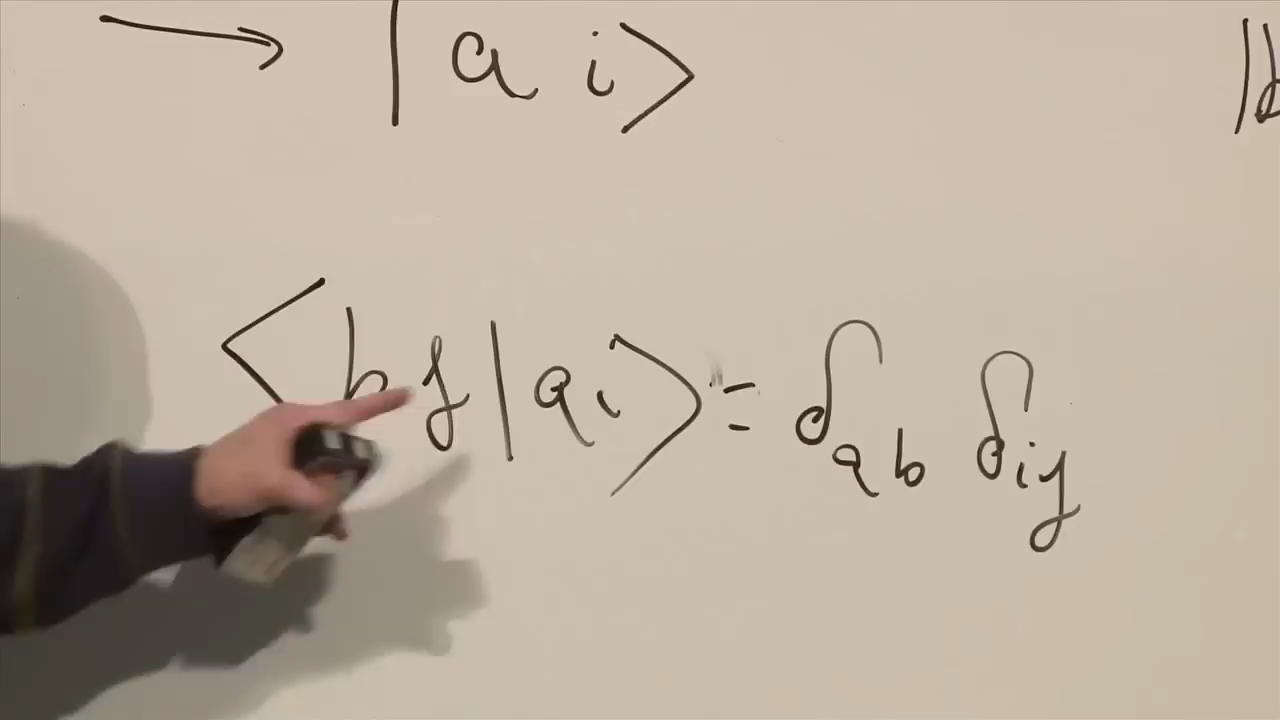 → | a i ⟩
⟨ b j | a i ⟩ = δ_ab δ_ij